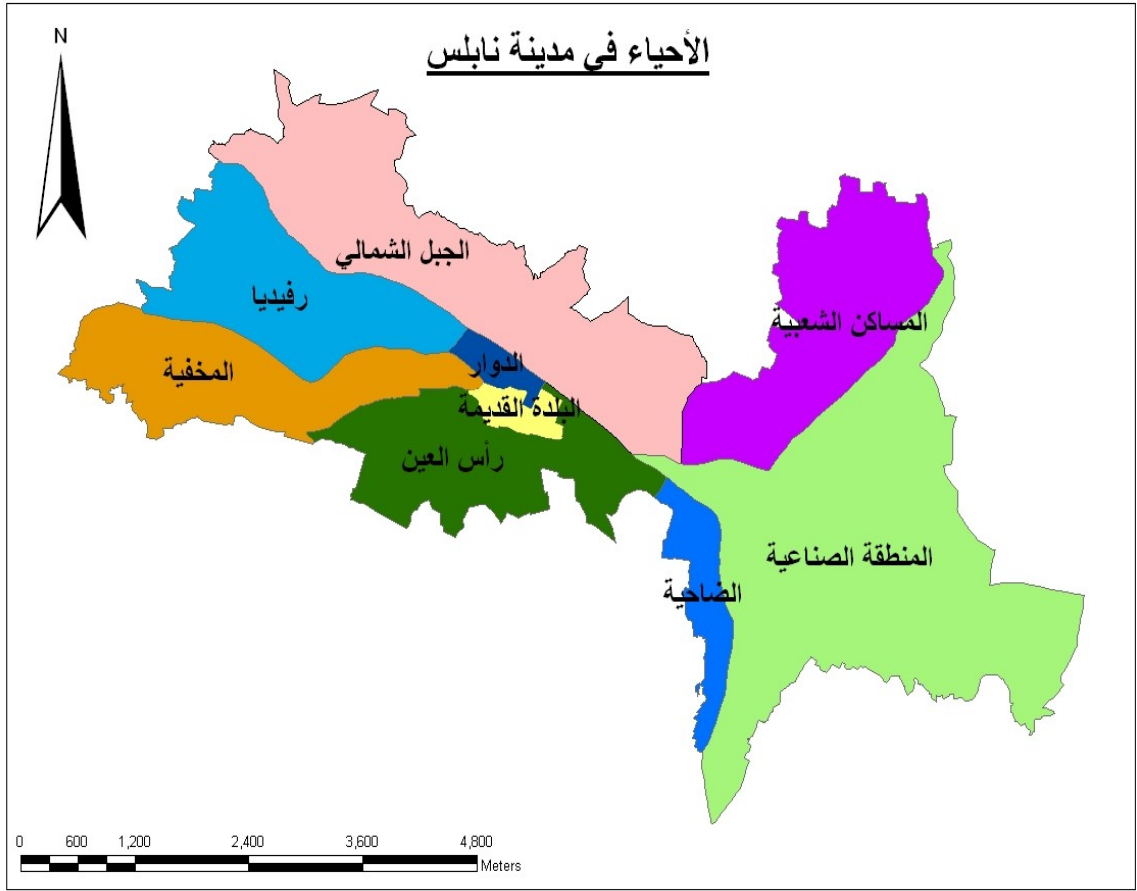 N
الأحياء في مدينة نابلس
الجبل الشمالي
رفيديا
المساكن الشعبية
المخفية
الدوار
البلدة القديمة
رأس العين
المنطقة الصناعية
الضاحية
0 600 1,200 2,400 3,600 4,800
Meters